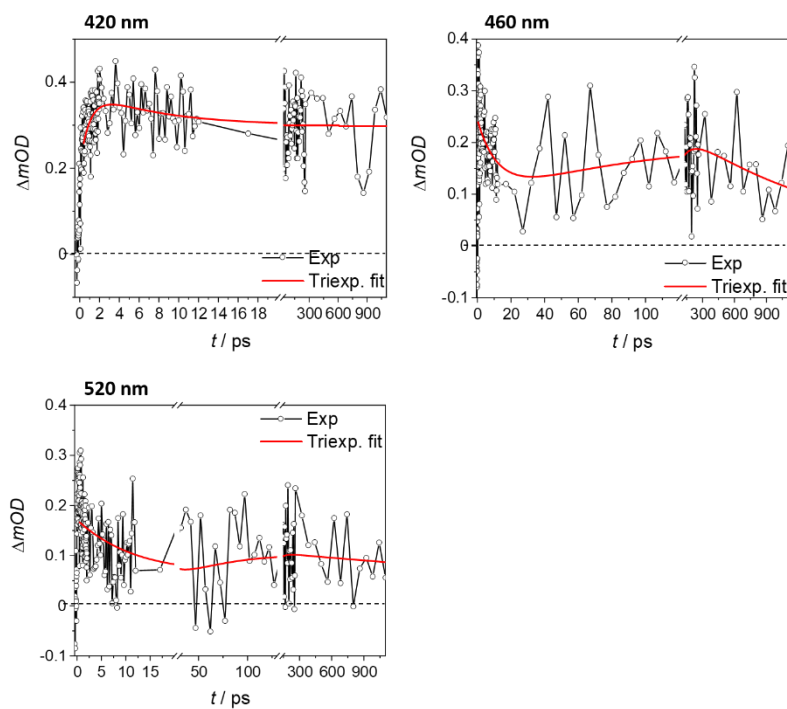 420 nm
0.4
0.2
0
ΔmOD
Exp
Triexp. fit
0 2 4 6 8 10 12 14 16 18 300 600 900
t / ps
460 nm
0.4
0.3
0.2
0.1
0
-0.1
ΔmOD
Exp
Triexp. fit
0 20 40 60 80 100 300 600 900
t / ps
520 nm
0.4
0.3
0.2
0.1
0
-0.1
ΔmOD
Exp
Triexp. fit
0 5 10 15 50 100 300 600 900
t / ps